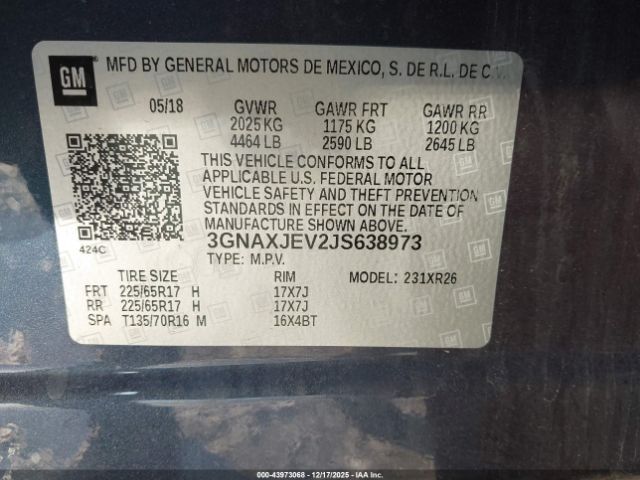 GM MFD BY GENERAL MOTORS DE MEXICO, S. DE R.L. DE C.V.
05/18 GVWR GAWR FRT GAWR RR
2025 KG 1175 KG 1200 KG
4464 LB 2590 LB 2645 LB
THIS VEHICLE CONFORMS TO ALL
APPLICABLE U.S. FEDERAL MOTOR
VEHICLE SAFETY AND THEFT PREVENTION
STANDARDS IN EFFECT ON THE DATE OF
MANUFACTURE SHOWN ABOVE.
424C
3GNAXJEV2JS638973
TYPE: M.P.V.
TIRE SIZE RIM MODEL: 231XR26
FRT 225/65R17 H 17X7J
RR 225/65R17 H 17X7J
SPA T135/70R16 M 16X4BT
000-43973068 - 12/17/2025 - IAA Inc.